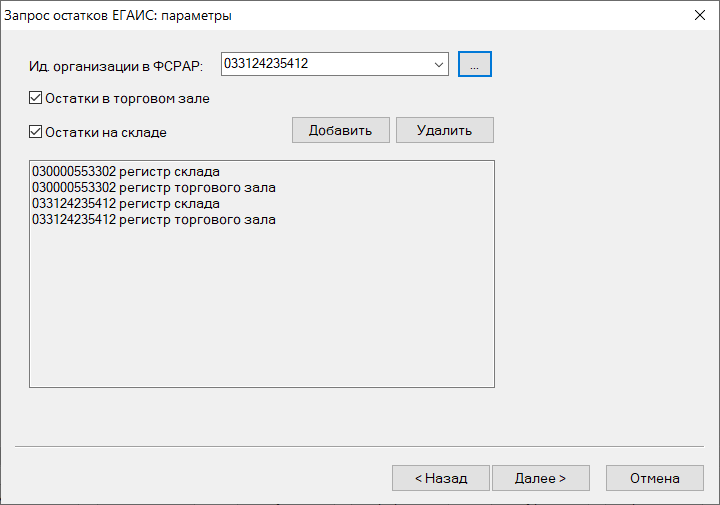 Запрос остатков ЕГАИС: параметры
Ид. организации в ФСРАР:
033124235412
...
Остатки в торговом зале
Остатки на складе
Добавить
Удалить
030000553302 регистр склада
030000553302 регистр торгового зала
033124235412 регистр склада
033124235412 регистр торгового зала
< Назад
Далее >
Отмена